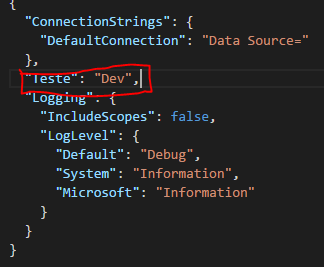 {
"ConnectionStrings": {
"DefaultConnection": "Data Source="
},
"Teste": "Dev",
"Logging": {
"IncludeScopes": false,
"LogLevel": {
"Default": "Debug",
"System": "Information",
"Microsoft": "Information"
}
}
}